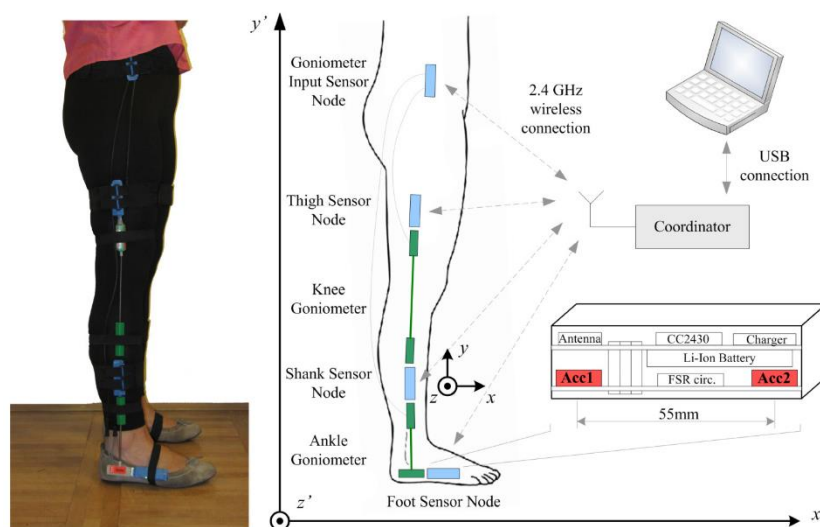 y'
Goniometer
Input Sensor
Node
2.4 GHz
wireless
connection
USB
connection
Thigh Sensor
Node
Coordinator
Knee
Goniometer
Antenna
CC2430
Charger
Li-Ion Battery
Acc1
FSR circ.
Acc2
55mm
Shank Sensor
Node
y
z
x
Ankle
Goniometer
Foot Sensor Node
z'
x